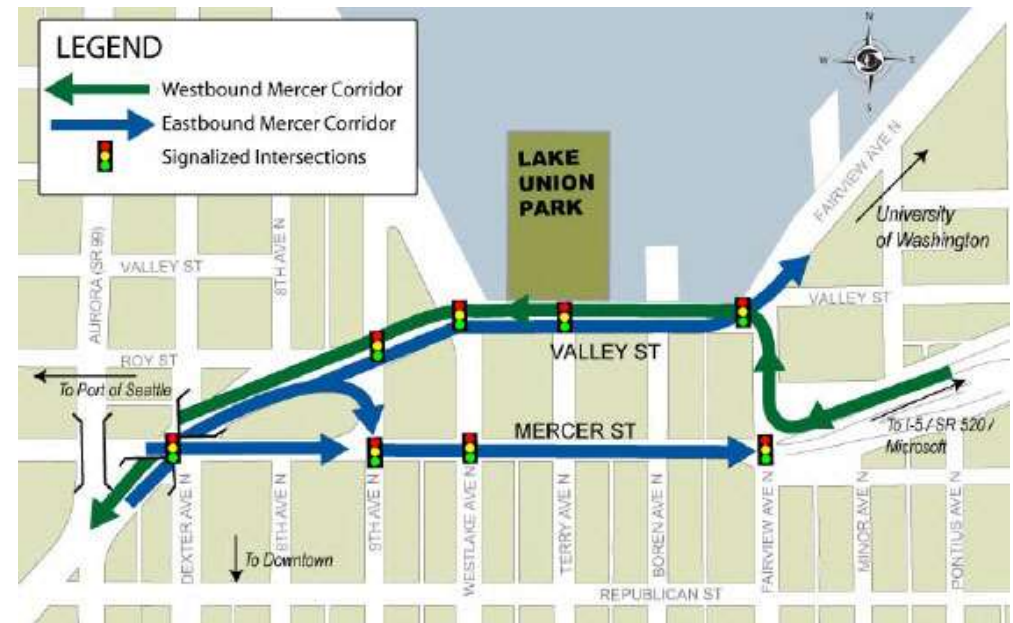 LEGEND
Westbound Mercer Corridor
Eastbound Mercer Corridor
Signalized Intersections
N
W
E
S
LAKE
UNION
PARK
FAIRVIEW AVE N
University
of Washington
AURORA (SR 99)
8TH AVE N
VALLEY ST
VALLEY ST
VALLEY ST
ROY ST
To Port of Seattle
MERCER ST
To I-5 / SR 520 /
Microsoft
DEXTER AVE N
8TH AVE N
9TH AVE N
WESTLAKE AVE N
TERRY AVE N
BOREN AVE N
FAIRVIEW AVE N
MINOR AVE N
PONTIUS AVE N
To Downtown
REPUBLICAN ST